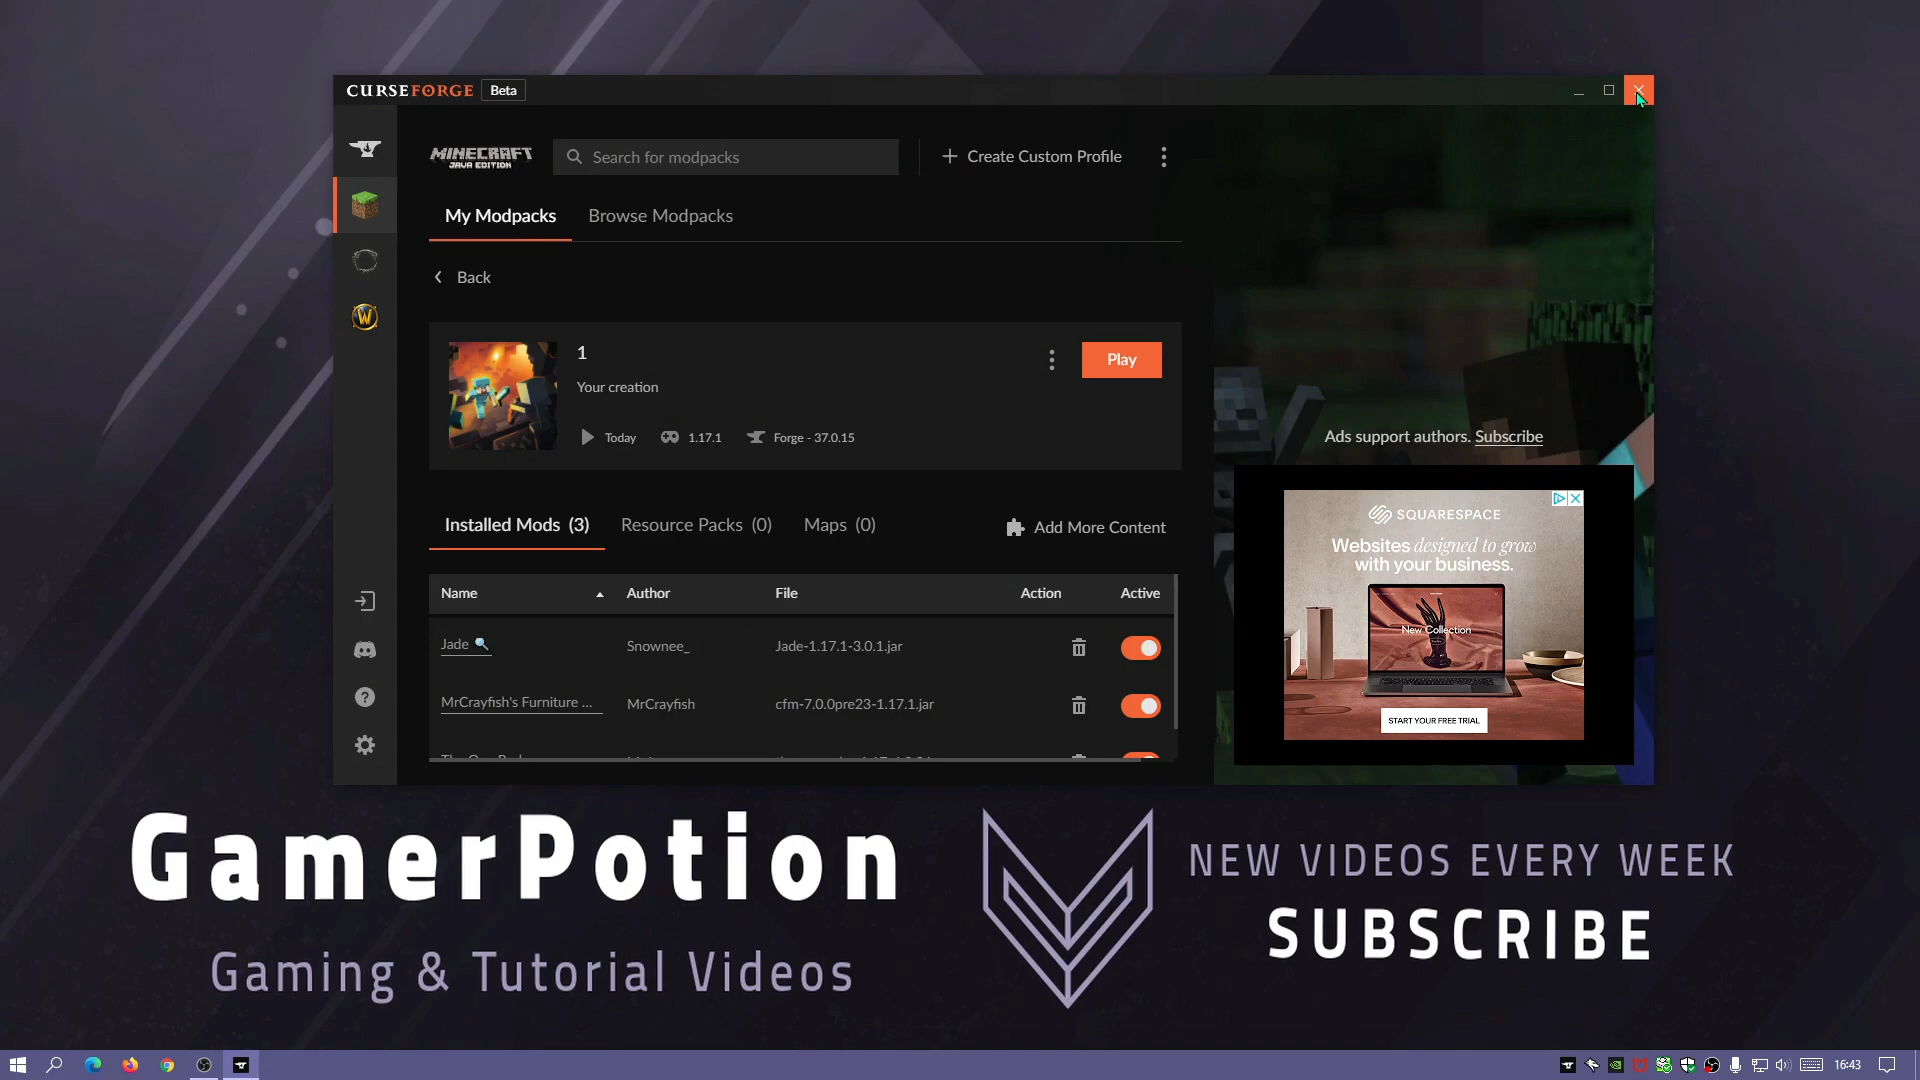 CURSEFORGE Beta
MINECRAFT
JAVA EDITION
Search for modpacks
Create Custom Profile
My Modpacks Browse Modpacks
Back
1
Your creation
Play
Today 1.17.1 Forge - 37.0.15
Ads support authors. Subscribe
Installed Mods (3) Resource Packs (0) Maps (0) Add More Content
Name Author File Action Active
Jade Snownee_ Jade-1.17.1-3.0.1.jar
MrCrayfish's Furniture ... MrCrayfish cfm-7.0.0pre23-1.17.1.jar
SQUARESPACE
Websites designed to grow
with your business.
New Collection
START YOUR FREE TRIAL
GamerPotion
Gaming & Tutorial Videos
NEW VIDEOS EVERY WEEK
SUBSCRIBE
16:43